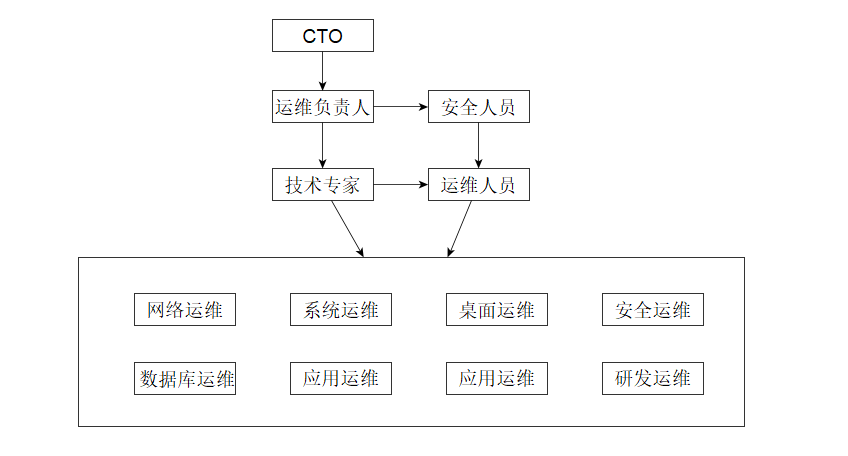 CTO
运维负责人
安全人员
技术专家
运维人员
网络运维
系统运维
桌面运维
安全运维
数据库运维
应用运维
应用运维
研发运维